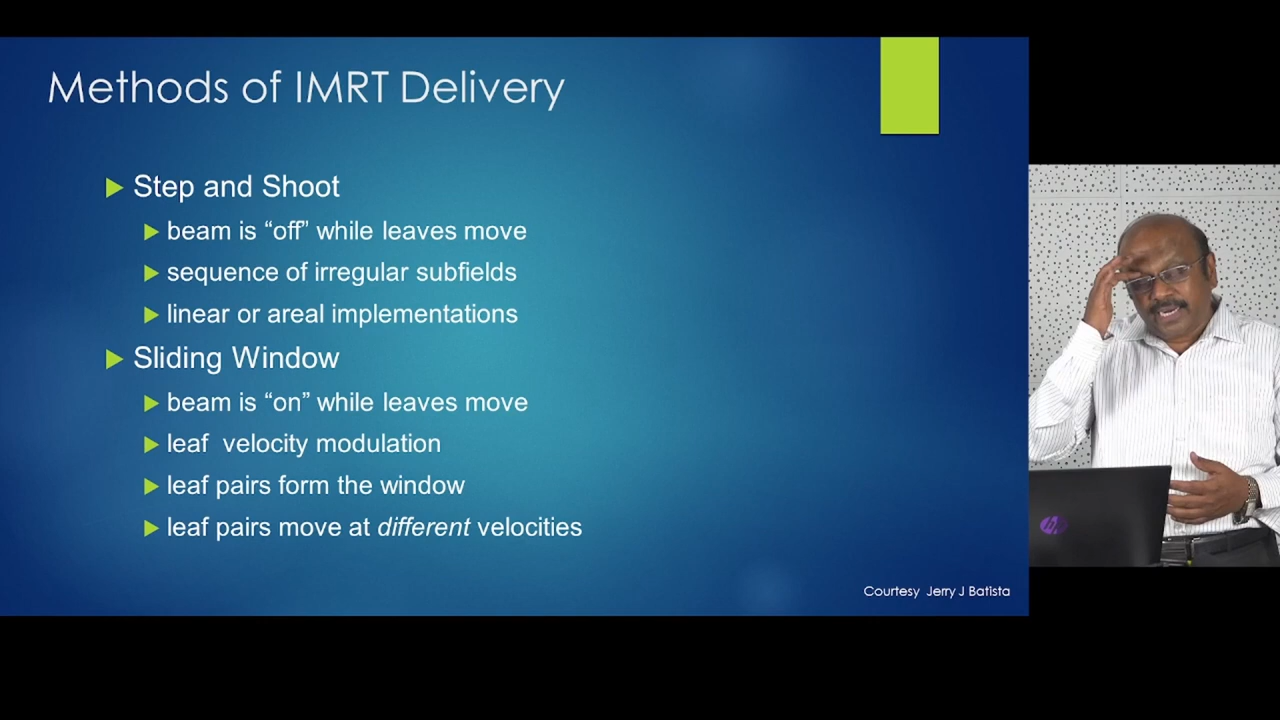 Methods of IMRT Delivery
Step and Shoot
beam is “off” while leaves move
sequence of irregular subfields
linear or areal implementations
Sliding Window
beam is “on” while leaves move
leaf velocity modulation
leaf pairs form the window
leaf pairs move at different velocities
Courtesy Jerry J Batista
hp